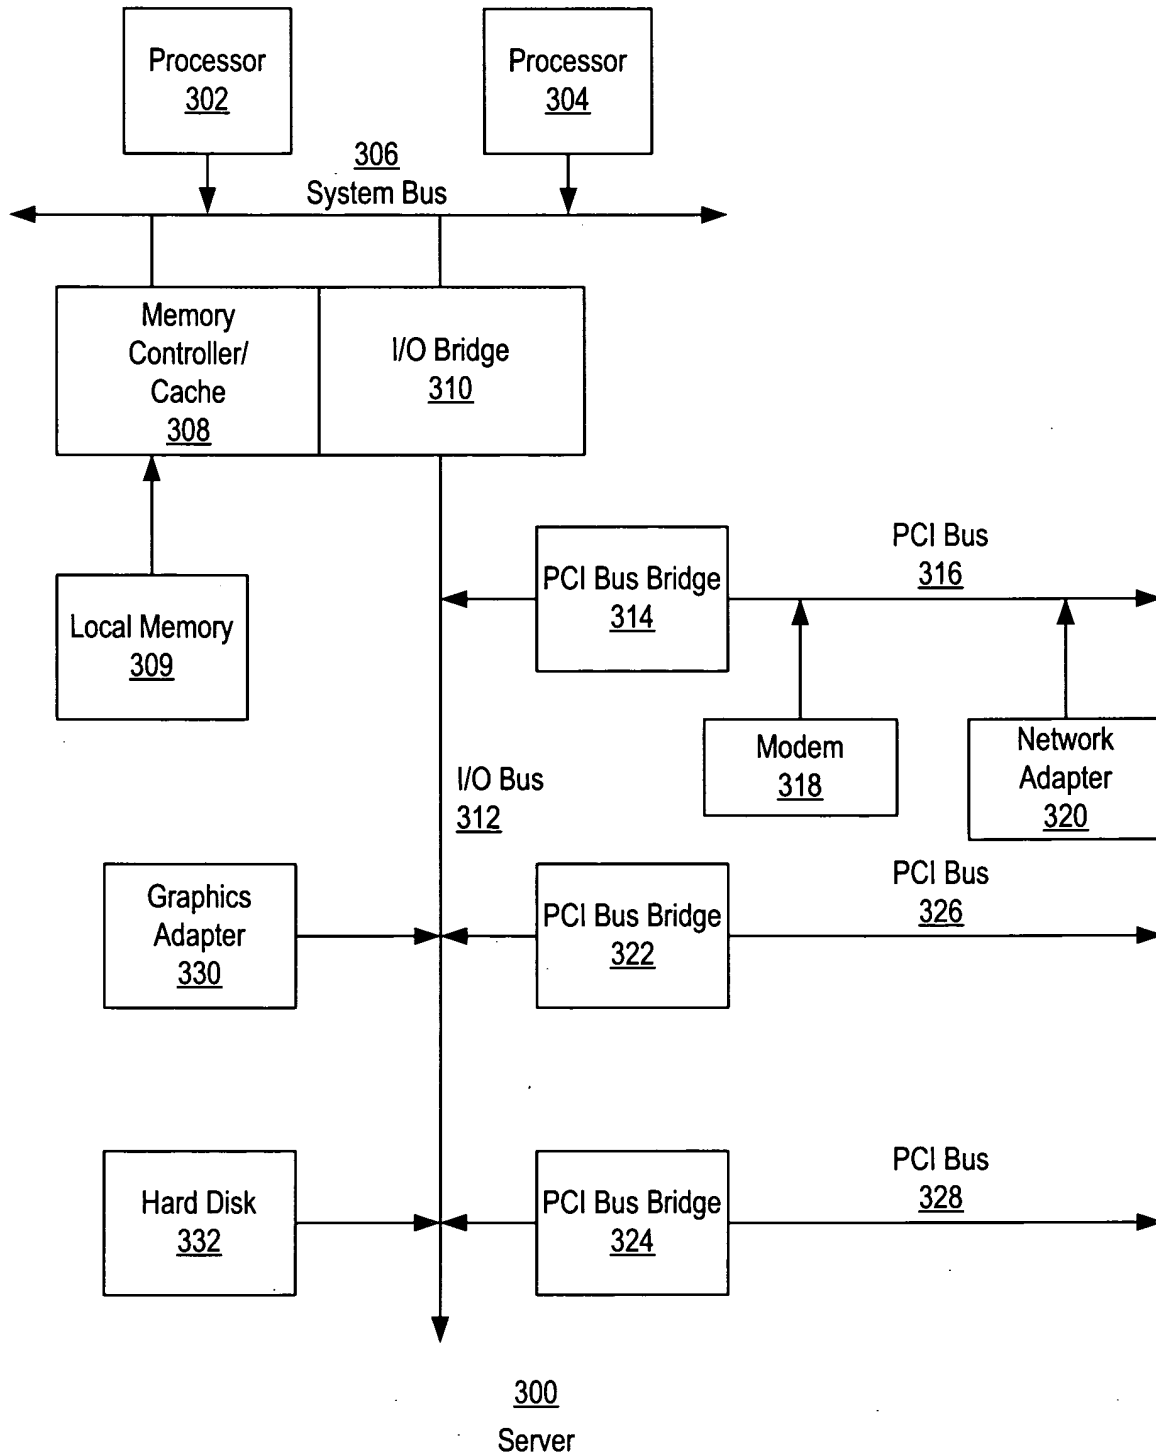 Processor
302
Processor
304
306
System Bus
Memory
Controller/
Cache
308
I/O Bridge
310
Local Memory
309
PCI Bus Bridge
314
PCI Bus
316
Modem
318
Network
Adapter
320
I/O Bus
312
Graphics
Adapter
330
PCI Bus Bridge
322
PCI Bus
326
Hard Disk
332
PCI Bus Bridge
324
PCI Bus
328
300
Server